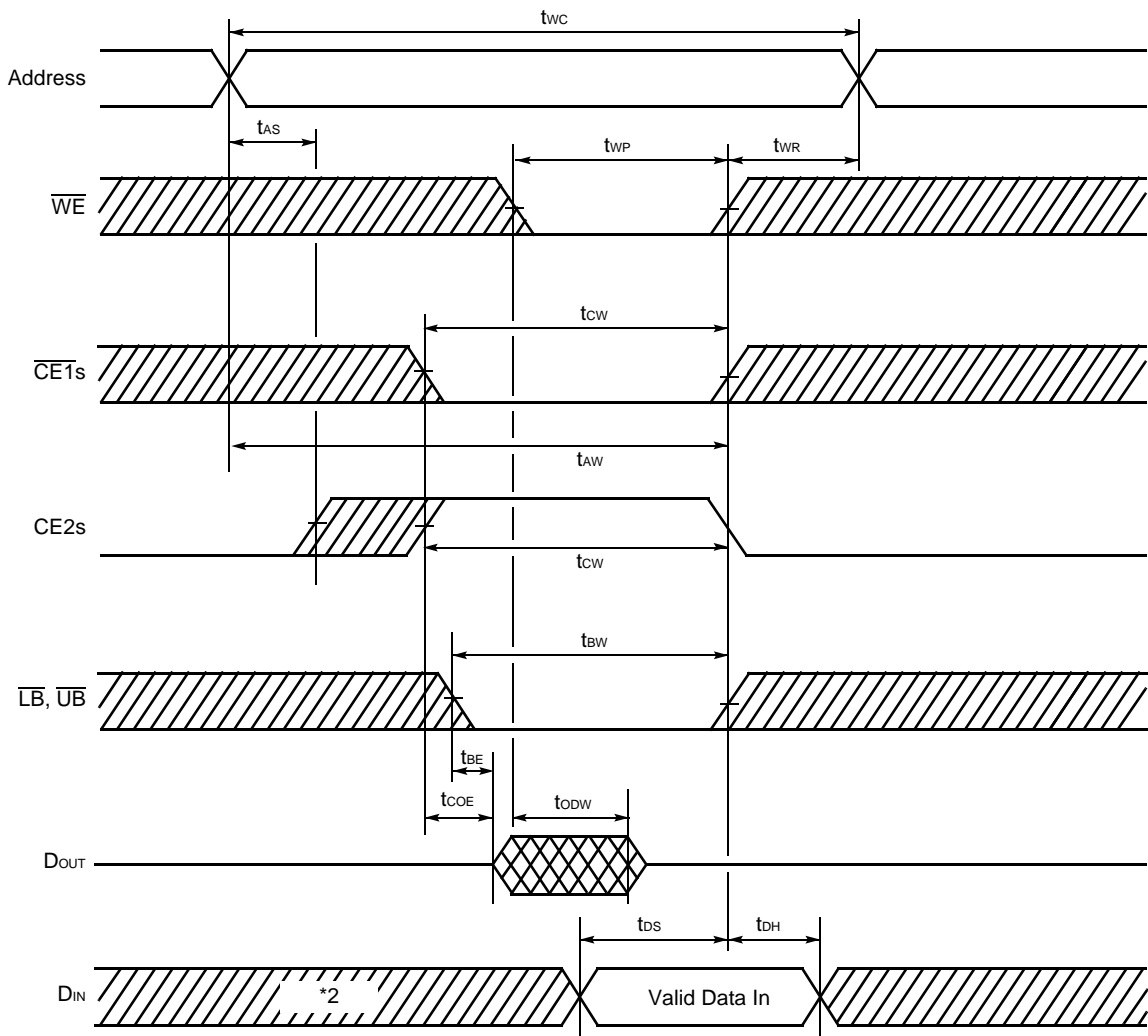 tWC
Address
tAS
tWP
tWR
WE
tCW
CE1s
tAW
CE2s
tCW
tBW
LB, UB
tBE
tCOE
tODW
DOUT
tDS
tDH
DIN
*2
Valid Data In